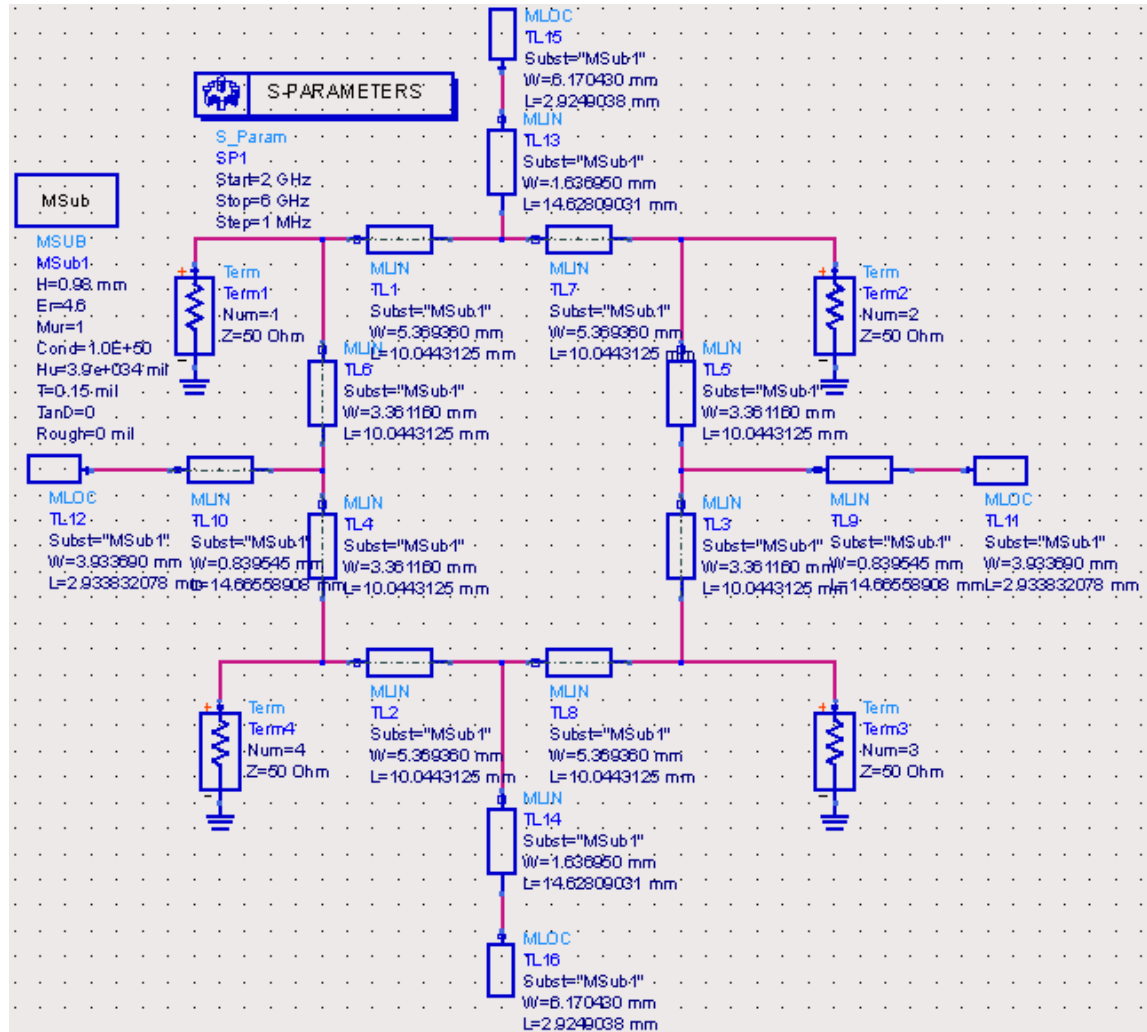 MLOC
TL15
Subst="MSub1"
W=6.170430 mm
L=2.9249038 mm
S-PARAMETERS
S_Param
SP1
Start=2 GHz
Stop=6 GHz
Step=1 MHz
MLIN
TL13
Subst="MSub1"
W=1.636950 mm
L=14.62809031 mm
MSub
MSUB
MSub1
H=0.98 mm
Er=4.6
Mur=1
Cond=1.0E+50
Hu=3.9e+034 mil
T=0.15 mil
TanD=0
Rough=0 mil
Term
Term1
Num=1
Z=50 Ohm
MLIN
TL1
Subst="MSub1"
W=5.369360 mm
L=10.0443125 mm
MLIN
TL7
Subst="MSub1"
W=5.369360 mm
L=10.0443125 mm
Term
Term2
Num=2
Z=50 Ohm
MLIN
TL6
Subst="MSub1"
W=3.361160 mm
L=10.0443125 mm
MLIN
TL5
Subst="MSub1"
W=3.361160 mm
L=10.0443125 mm
MLOC
TL12
Subst="MSub1"
W=3.933690 mm
L=2.933832078 mm
MLIN
TL10
Subst="MSub1"
W=0.839545 mm
L=14.66558908 mm
MLIN
TL4
Subst="MSub1"
W=3.361160 mm
L=10.0443125 mm
MLIN
TL3
Subst="MSub1"
W=3.361160 mm
L=10.0443125 mm
MLIN
TL9
Subst="MSub1"
W=0.839545 mm
L=14.66558908 mm
MLOC
TL11
Subst="MSub1"
W=3.933690 mm
L=2.933832078 mm
Term
Term4
Num=4
Z=50 Ohm
MLIN
TL2
Subst="MSub1"
W=5.369360 mm
L=10.0443125 mm
MLIN
TL8
Subst="MSub1"
W=5.369360 mm
L=10.0443125 mm
Term
Term3
Num=3
Z=50 Ohm
MLIN
TL14
Subst="MSub1"
W=1.636950 mm
L=14.62809031 mm
MLOC
TL16
Subst="MSub1"
W=6.170430 mm
L=2.9249038 mm